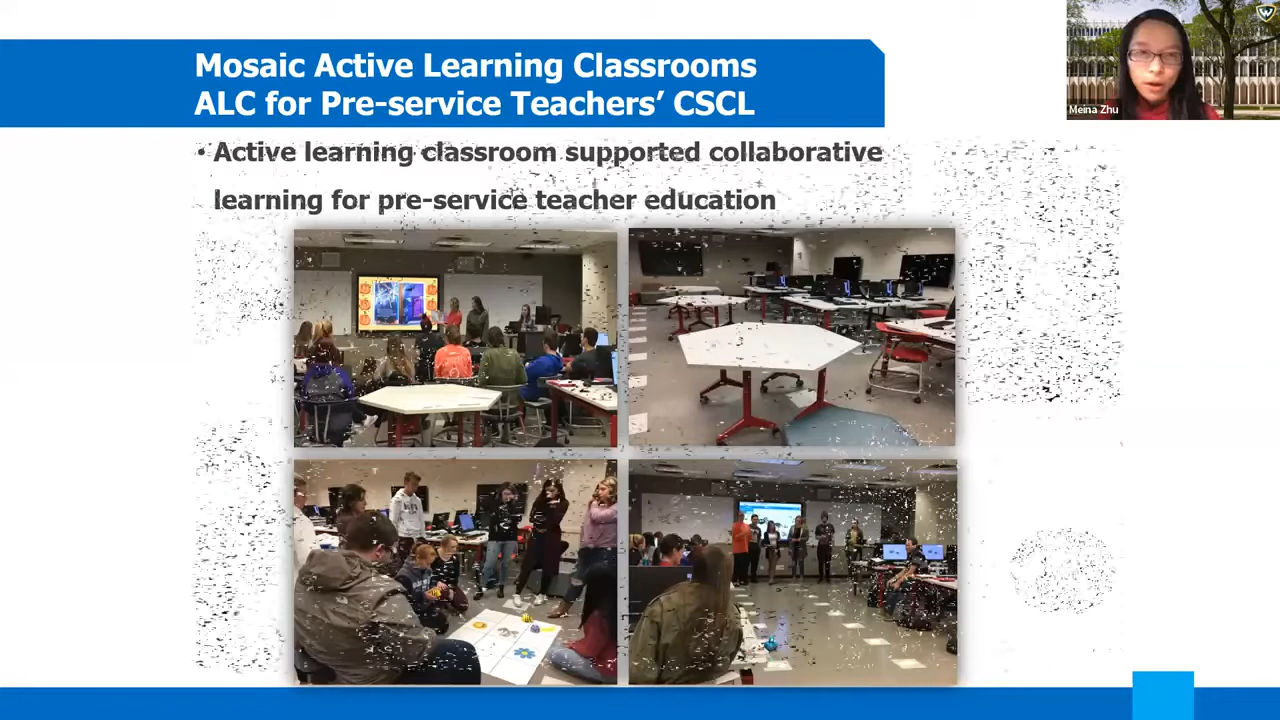 Mosaic Active Learning Classrooms
ALC for Pre-service Teachers’ CSCL
Meina Zhu
• Active learning classroom supported collaborative
learning for pre-service teacher education